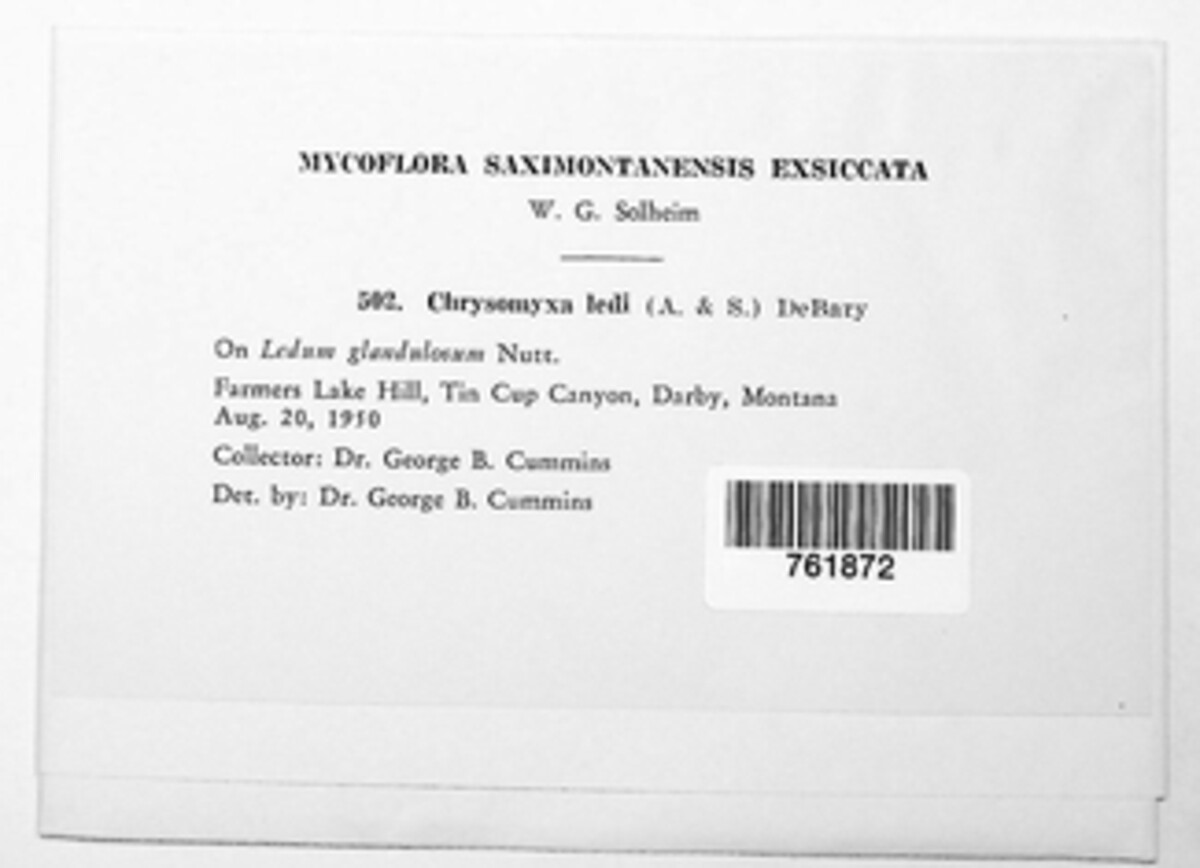 MYCOFLORA SAXIMONTANENSIS EXSICCATA
W. G. Solheim
502. Chrysomyxa ledi (A. & S.) DeBary
On Ledum glandulosum Nutt.
Farmers Lake Hill, Tin Cup Canyon, Darby, Montana
Aug. 20, 1950
Collector: Dr. George B. Cummins
Det. by: Dr. George B. Cummins
761872